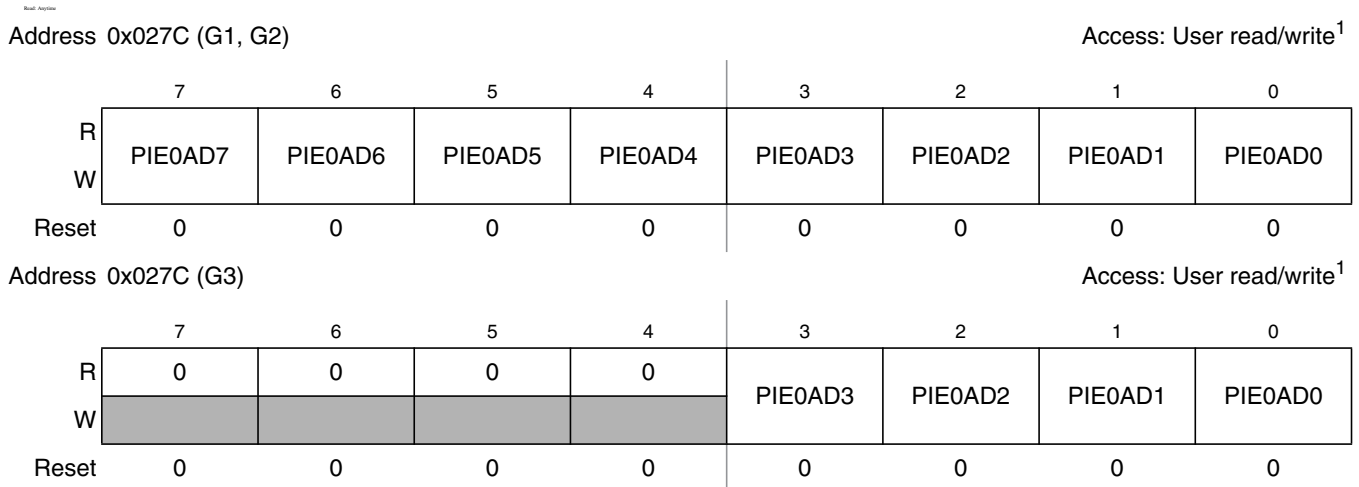 Read: Anytime
Address 0x027C (G1, G2) Access: User read/write1
7 6 5 4 3 2 1 0
R
PIE0AD7 PIE0AD6 PIE0AD5 PIE0AD4 PIE0AD3 PIE0AD2 PIE0AD1 PIE0AD0
W
Reset 0 0 0 0 0 0 0 0
Address 0x027C (G3) Access: User read/write1
7 6 5 4 3 2 1 0
R 0 0 0 0
PIE0AD3 PIE0AD2 PIE0AD1 PIE0AD0
W
Reset 0 0 0 0 0 0 0 0